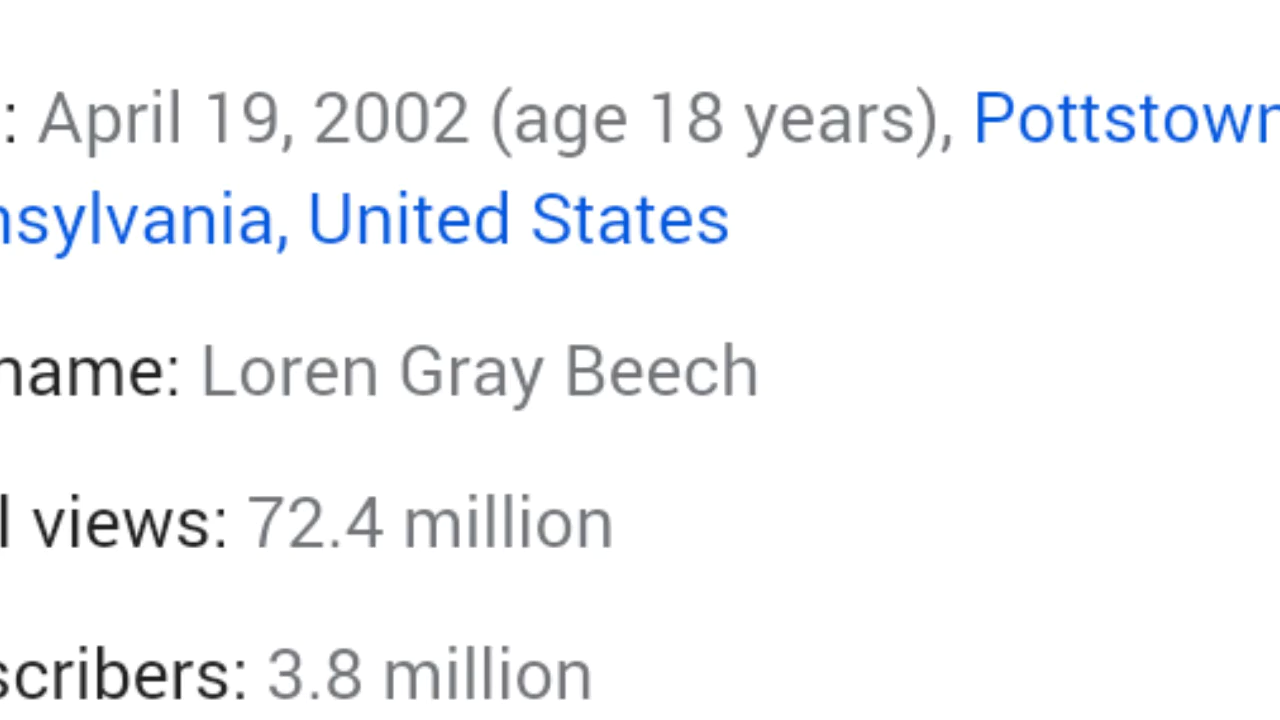 : April 19, 2002 (age 18 years), Pottstown
nsylvania, United States
name: Loren Gray Beech
l views: 72.4 million
scribers: 3.8 million